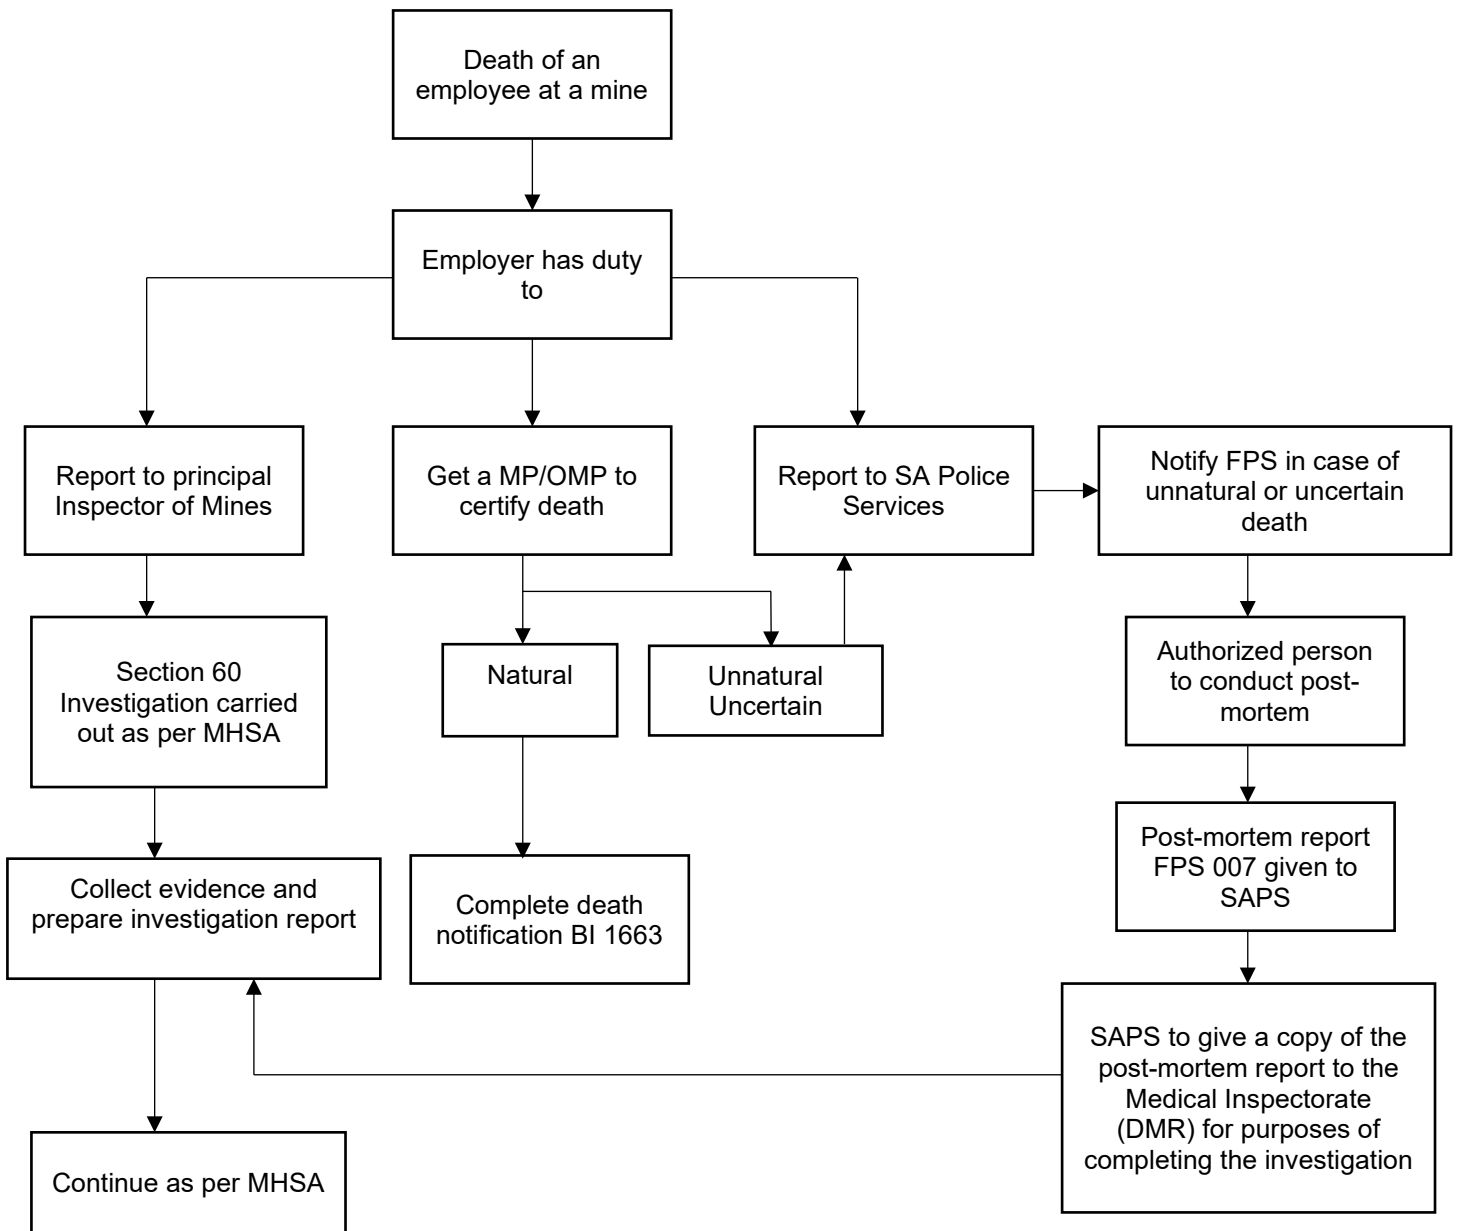 Death of an
employee at a mine
Employer has duty
to
Report to principal
Inspector of Mines
Get a MP/OMP to
certify death
Report to SA Police
Services
Notify FPS in case of
unnatural or uncertain
death
Section 60
Investigation carried
out as per MHSA
Natural
Unnatural
Uncertain
Authorized person
to conduct post-
mortem
Collect evidence and
prepare investigation report
Complete death
notification BI 1663
Post-mortem report
FPS 007 given to
SAPS
SAPS to give a copy of the
post-mortem report to the
Medical Inspectorate
(DMR) for purposes of
completing the investigation
Continue as per MHSA